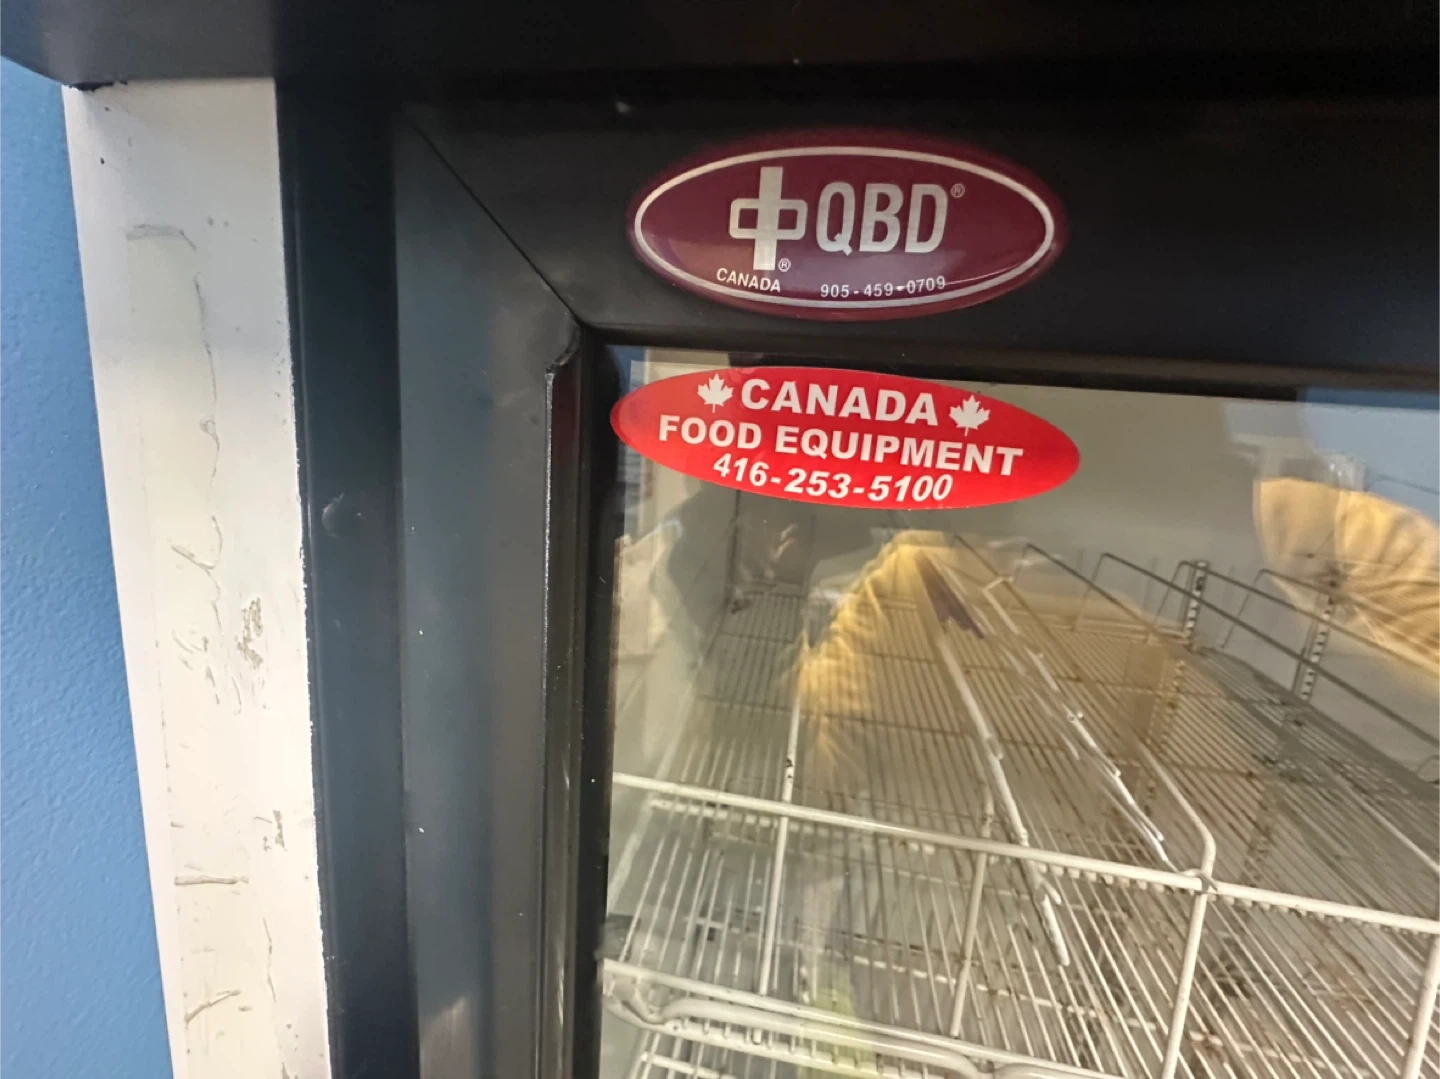 QBD®
®
CANADA 905-459-0709
CANADA
FOOD EQUIPMENT
416-253-5100